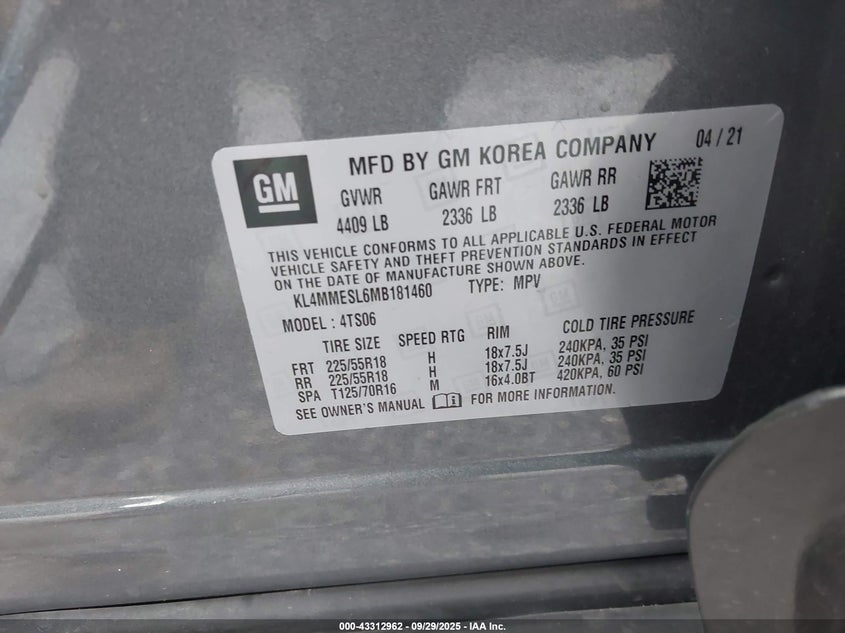 GM
MFD BY GM KOREA COMPANY 04 / 21
GVWR GAWR FRT GAWR RR
4409 LB 2336 LB 2336 LB
THIS VEHICLE CONFORMS TO ALL APPLICABLE U.S. FEDERAL MOTOR
VEHICLE SAFETY AND THEFT PREVENTION STANDARDS IN EFFECT
ON THE DATE OF MANUFACTURE SHOWN ABOVE.
KL4MMESL6MB181460 TYPE: MPV
MODEL : 4TS06
TIRE SIZE SPEED RTG RIM COLD TIRE PRESSURE
FRT 225/55R18 H 18x7.5J 240KPA, 35 PSI
RR 225/55R18 H 18x7.5J 240KPA, 35 PSI
SPA T125/70R16 M 16x4.0BT 420KPA, 60 PSI
SEE OWNER'S MANUAL FOR MORE INFORMATION.
000-43312962 - 09/29/2025 - IAA Inc.